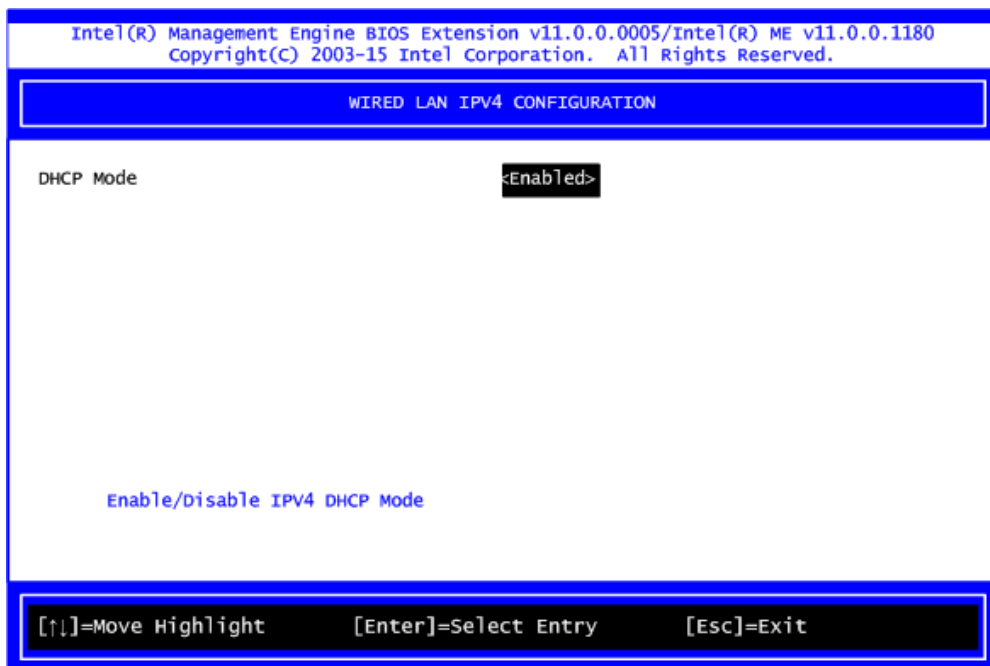 Intel(R) Management Engine BIOS Extension v11.0.0.0005/Intel(R) ME v11.0.0.1180
Copyright(C) 2003-15 Intel Corporation. All Rights Reserved.
WIRED LAN IPV4 CONFIGURATION
DHCP Mode <Enabled>
Enable/Disable IPV4 DHCP Mode
[↑↓]=Move Highlight [Enter]=Select Entry [Esc]=Exit